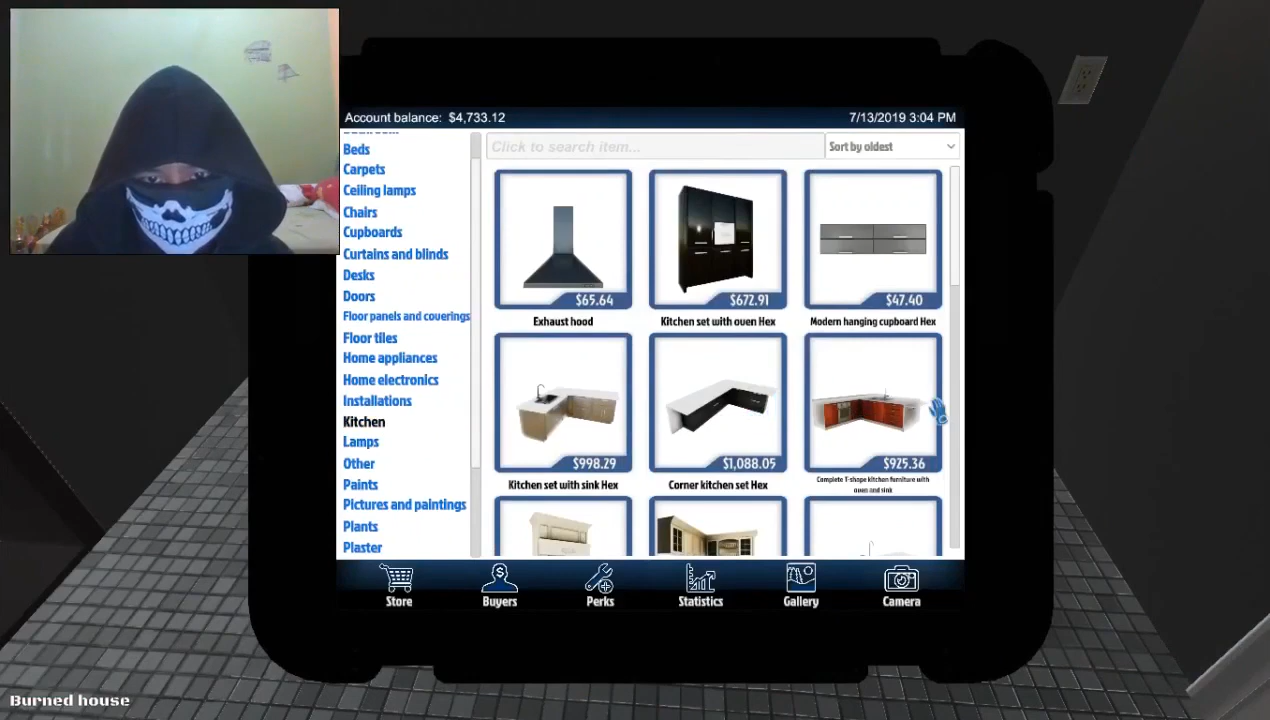 Account balance: $4,733.12
7/13/2019 3:04 PM
Beds
Carpets
Ceiling lamps
Chairs
Cupboards
Curtains and blinds
Desks
Doors
Floor panels and coverings
Floor tiles
Home appliances
Home electronics
Installations
Kitchen
Lamps
Other
Paints
Pictures and paintings
Plants
Plaster
Click to search item...
Sort by oldest
$65.64
$672.91
$47.40
Exhaust hood
Kitchen set with oven Hex
Modern hanging cupboard Hex
$998.29
$1,088.05
$925.36
Kitchen set with sink Hex
Corner kitchen set Hex
Complete T-shape kitchen furniture with
oven and sink
Store
Buyers
Perks
Statistics
Gallery
Camera
Burned house